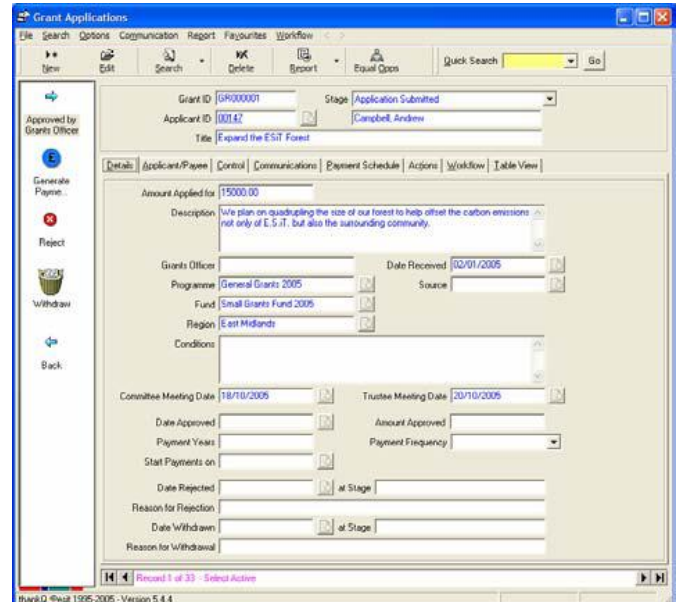 Grant Applications
File Search Options Communication Report Favourites Workflow < >
New Edit Search Delete Report Equal Opps Quick Search Go
Approved by
Grants Officer
Generate
Payme...
Reject
Withdraw
Back
Grant ID GR000001 Stage Application Submitted
Applicant ID 00147 Campbell, Andrew
Title Expand the ESiT Forest
Details Applicant/Payee Control Communications Payment Schedule Actions Workflow Table View
Amount Applied for 15000.00
Description We plan on quadrupling the size of our forest to help offset the carbon emissions
not only of E.S.iT. but also the surrounding community.
Grants Officer Date Received 02/01/2005
Programme General Grants 2005 Source
Fund Small Grants Fund 2005
Region East Midlands
Conditions
Committee Meeting Date 18/10/2005 Trustee Meeting Date 20/10/2005
Date Approved Amount Approved
Payment Years Payment Frequency
Start Payments on
Date Rejected at Stage
Reason for Rejection
Date Withdrawn at Stage
Reason for Withdrawal
Record 1 of 33 - Select Active
thankQ ©esit 1995-2005 - Version 5.4.4